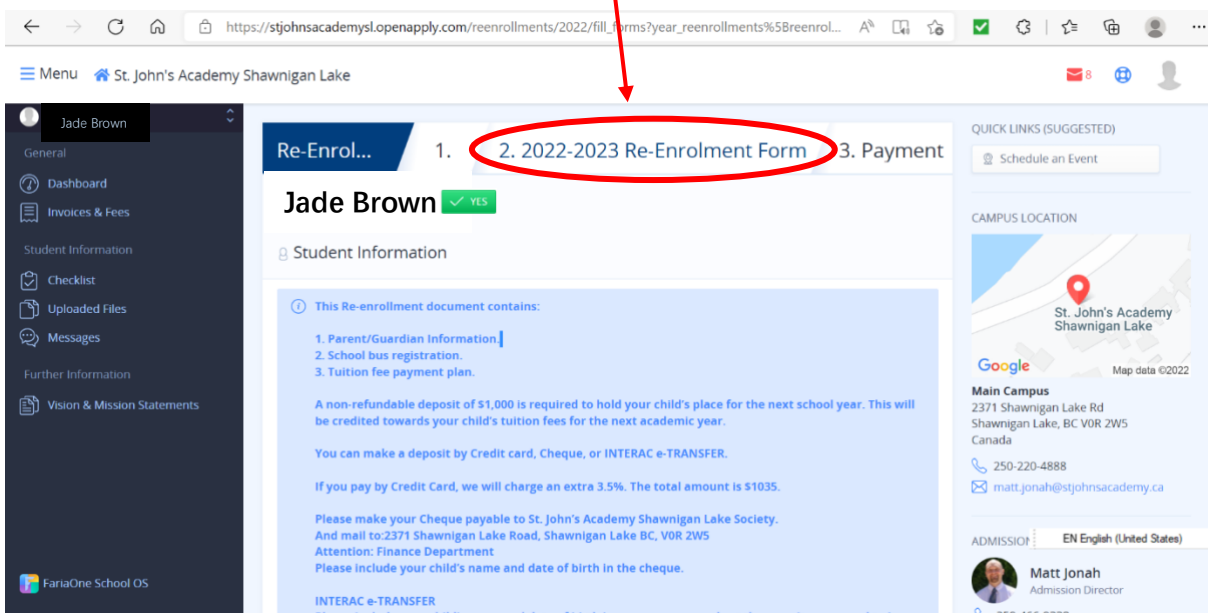 https://stjohnsacademysl.openapply.com/reenrollments/2022/fill_forms?year_reenrollments%5Breenrol...
Menu
St. John's Academy Shawnigan Lake
8
Jade Brown
General
Dashboard
Invoices & Fees
Student Information
Checklist
Uploaded Files
Messages
Further Information
Vision & Mission Statements
FariaOne School OS
Re-Enrol...
1.
2. 2022-2023 Re-Enrolment Form
3. Payment
Jade Brown
YES
Student Information
This Re-enrollment document contains:
1. Parent/Guardian Information.
2. School bus registration.
3. Tuition fee payment plan.
A non-refundable deposit of $1,000 is required to hold your child's place for the next school year. This will
be credited towards your child's tuition fees for the next academic year.
You can make a deposit by Credit card, Cheque, or INTERAC e-TRANSFER.
If you pay by Credit Card, we will charge an extra 3.5%. The total amount is $1035.
Please make your Cheque payable to St. John's Academy Shawnigan Lake Society.
And mail to:2371 Shawnigan Lake Road, Shawnigan Lake BC, V0R 2W5
Attention: Finance Department
Please include your child's name and date of birth in the cheque.
INTERAC e-TRANSFER
QUICK LINKS (SUGGESTED)
Schedule an Event
CAMPUS LOCATION
St. John's Academy
Shawnigan Lake
Google
Map data ©2022
Main Campus
2371 Shawnigan Lake Rd
Shawnigan Lake, BC V0R 2W5
Canada
250-220-4888
matt.jonah@stjohnsacademy.ca
ADMISSION
EN English (United States)
Matt Jonah
Admission Director